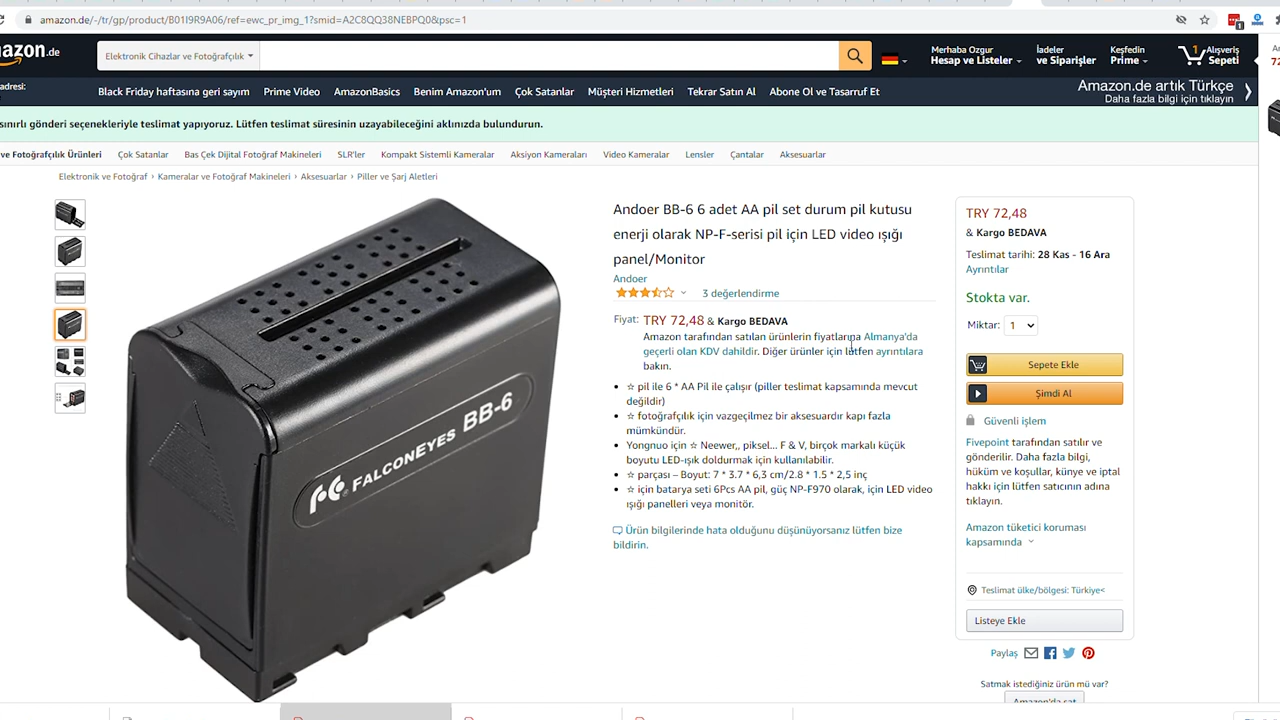 amazon.de/-/tr/gp/product/B01I9R9A06/ref=ewc_pr_img_1?smid=A2C8QQ38NEBPQ0&psc=1
azon.de
Elektronik Cihazlar ve Fotoğrafçılık
Merhaba Ozgur
Hesap ve Listeler
İadeler
ve Siparişler
Keşfedin
Prime
1
Alışveriş
Sepeti
adres:
Black Friday haftasına geri sayım
Prime Video
AmazonBasics
Benim Amazon'um
Çok Satanlar
Müşteri Hizmetleri
Tekrar Satın Al
Abone Ol ve Tasarruf Et
Amazon.de artık Türkçe
Daha fazla bilgi için tıklayın
sınırlı gönderi seçenekleriyle teslimat yapıyoruz. Lütfen teslimat süresinin uzayabileceğini aklınızda bulundurun.
ve Fotoğrafçılık Ürünleri
Çok Satanlar
Bas Çek Dijital Fotoğraf Makineleri
SLR'ler
Kompakt Sistemli Kameralar
Aksiyon Kameraları
Video Kameralar
Lensler
Çantalar
Aksesuarlar
Elektronik ve Fotoğraf › Kameralar ve Fotoğraf Makineleri › Aksesuarlar › Piller ve Şarj Aletleri
FALCONEYES BB-6
Andoer BB-6 6 adet AA pil set durum pil kutusu
enerji olarak NP-F-serisi pil için LED video ışığı
panel/Monitor
Andoer
3 değerlendirme
Fiyat: TRY 72,48 & Kargo BEDAVA
Amazon tarafından satılan ürünlerin fiyatlarına Almanya'da
geçerli olan KDV dahildir. Diğer ürünler için lütfen ayrıntılara
bakın.
☆ pil ile 6 * AA Pil ile çalışır (piller teslimat kapsamında mevcut
değildir)
☆ fotoğrafçılık için vazgeçilmez bir aksesuardır kapı fazla
mümkündür.
Yongnuo için ☆ Neewer,, piksel... F & V, birçok markalı küçük
boyutu LED-ışık doldurmak için kullanılabilir.
☆ parçası – Boyut: 7 * 3.7 * 6,3 cm/2.8 * 1.5 * 2,5 inç
☆ için batarya seti 6Pcs AA pil, güç NP-F970 olarak, için LED video
ışığı panelleri veya monitör.
Ürün bilgilerinde hata olduğunu düşünüyorsanız lütfen bize
bildirin.
TRY 72,48
& Kargo BEDAVA
Teslimat tarihi: 28 Kas - 16 Ara
Ayrıntılar
Stokta var.
Miktar: 1
Sepete Ekle
Şimdi Al
Güvenli işlem
Fivepoint tarafından satılır ve
gönderilir. Daha fazla bilgi,
hüküm ve koşullar, künye ve iptal
hakkı için lütfen satıcının adına
tıklayın.
Amazon tüketici koruması
kapsamında
Teslimat ülke/bölgesi: Türkiye<
Listeye Ekle
Paylaş
Satmak istediğiniz ürün mü var?
Amazon'da sat